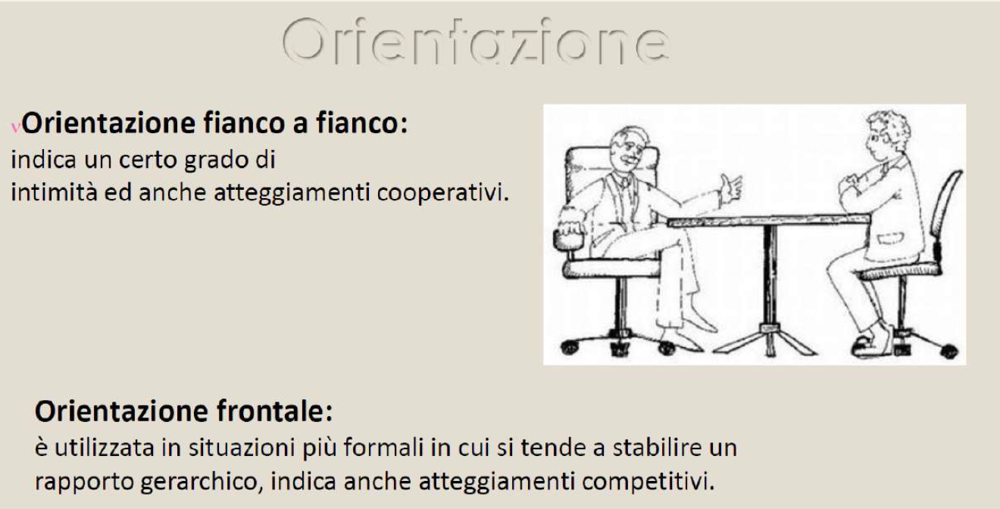 Orientazione
vOrientazione fianco a fianco:
indica un certo grado di
intimità ed anche atteggiamenti cooperativi.
Orientazione frontale:
è utilizzata in situazioni più formali in cui si tende a stabilire un
rapporto gerarchico, indica anche atteggiamenti competitivi.